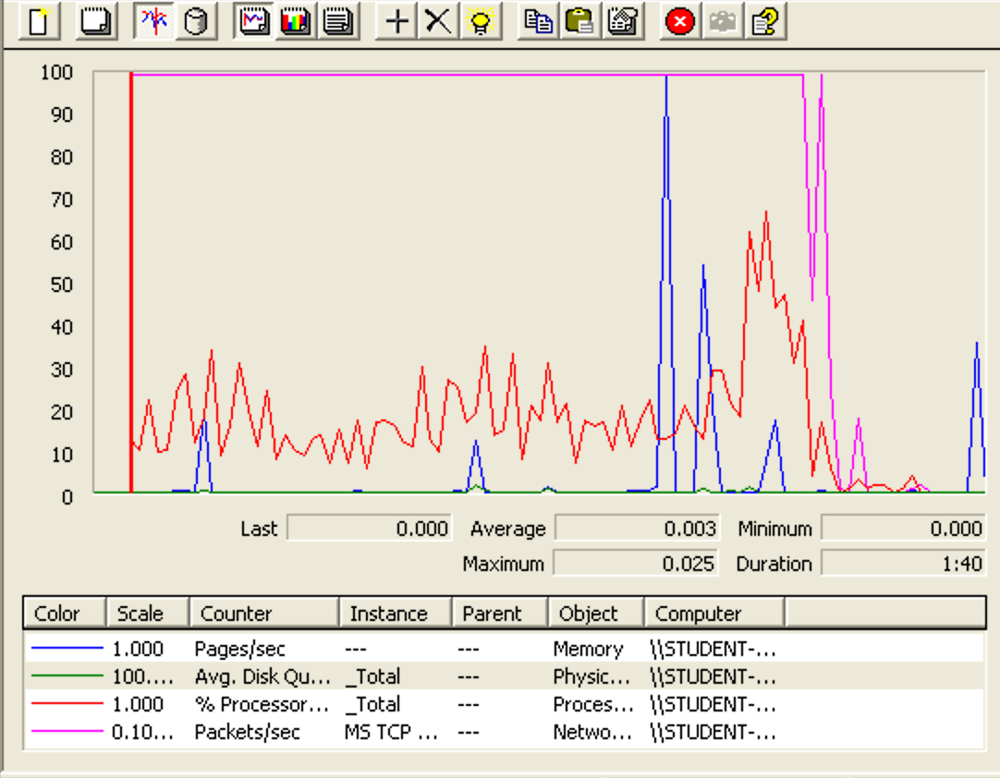 100
90
80
70
60
50
40
30
20
10
0
Last 0.000 Average 0.003 Minimum 0.000
Maximum 0.025 Duration 1:40
Color Scale Counter Instance Parent Object Computer
1.000 Pages/sec --- --- Memory \\STUDENT-...
100.... Avg. Disk Qu... _Total --- Physic... \\STUDENT-...
1.000 % Processor... _Total --- Proces... \\STUDENT-...
0.10... Packets/sec MS TCP ... --- Netwo... \\STUDENT-...